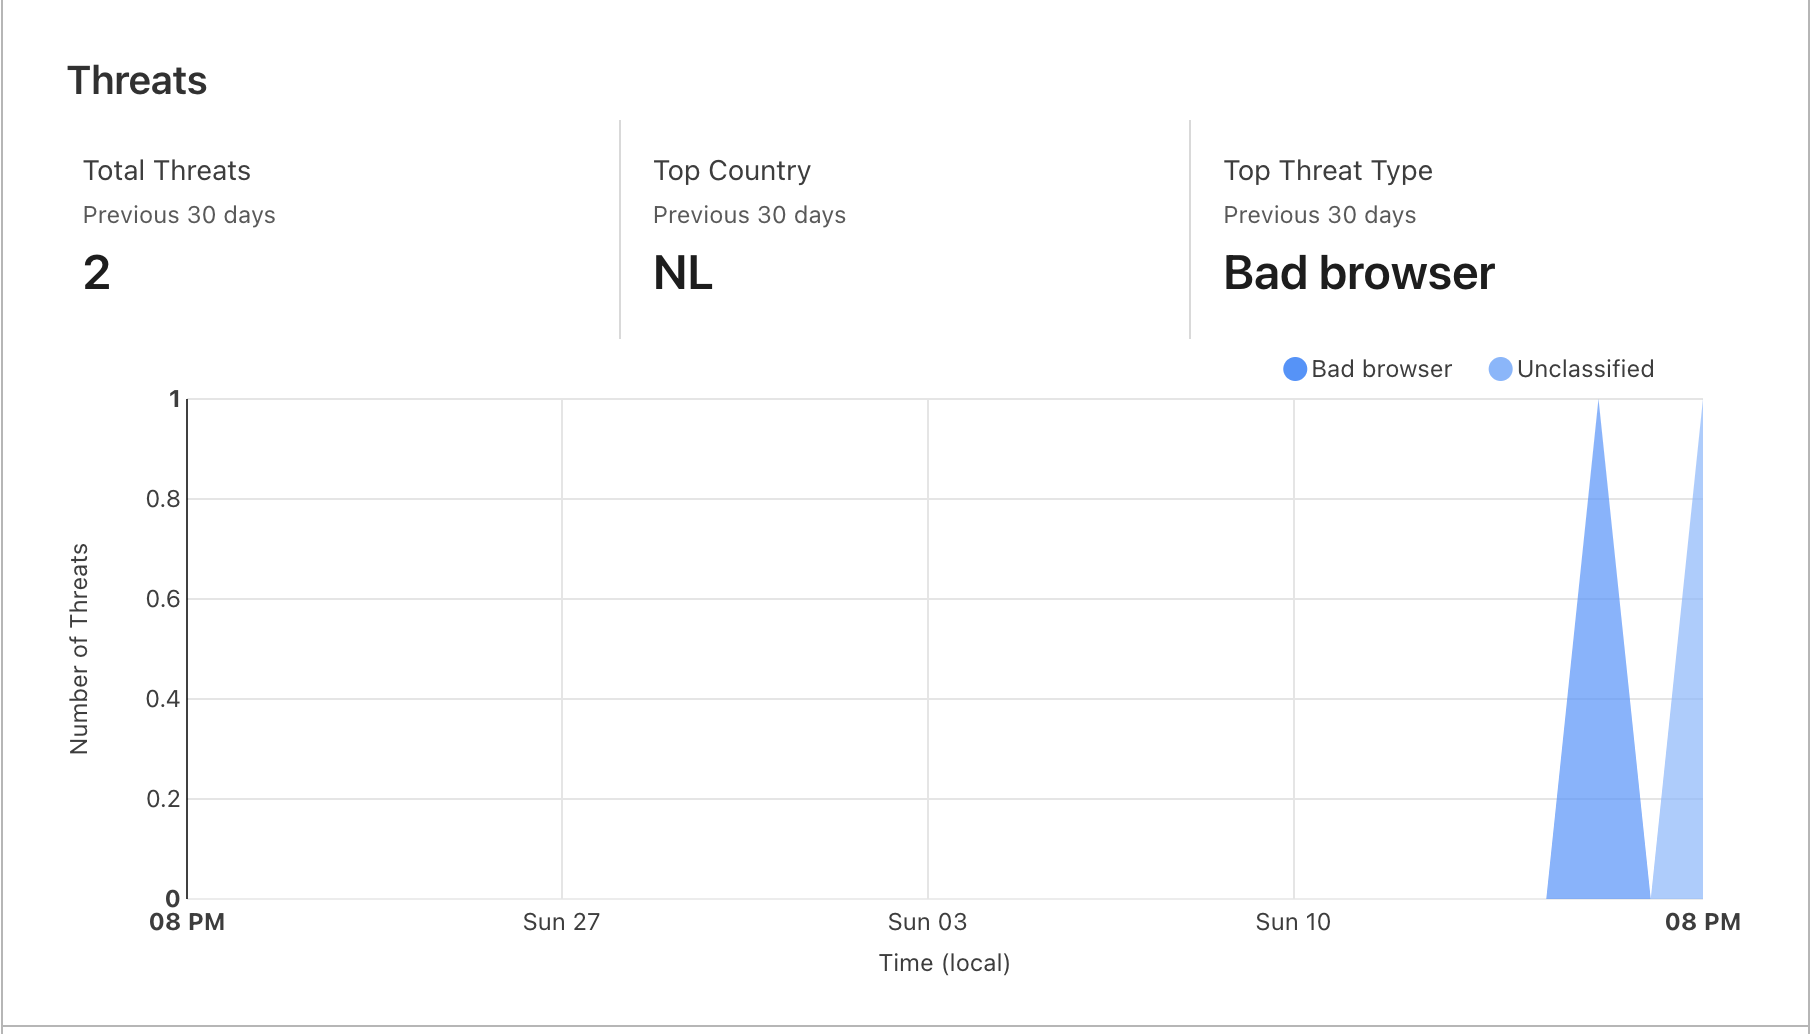 Threats
Total Threats
Previous 30 days
2
Top Country
Previous 30 days
NL
Top Threat Type
Previous 30 days
Bad browser
Bad browser
Unclassified
1
0.8
0.6
0.4
0.2
0
Number of Threats
08 PM
Sun 27
Sun 03
Sun 10
08 PM
Time (local)